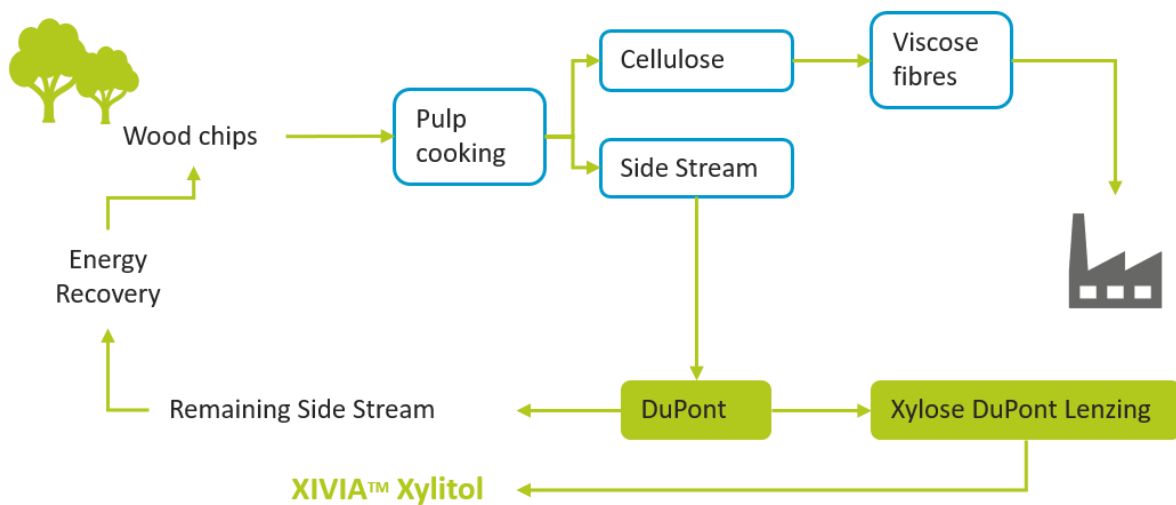 Wood chips
Pulp
cooking
Cellulose
Viscose
fibres
Side Stream
Energy
Recovery
Remaining Side Stream
DuPont
Xylose DuPont Lenzing
XIVIA™ Xylitol